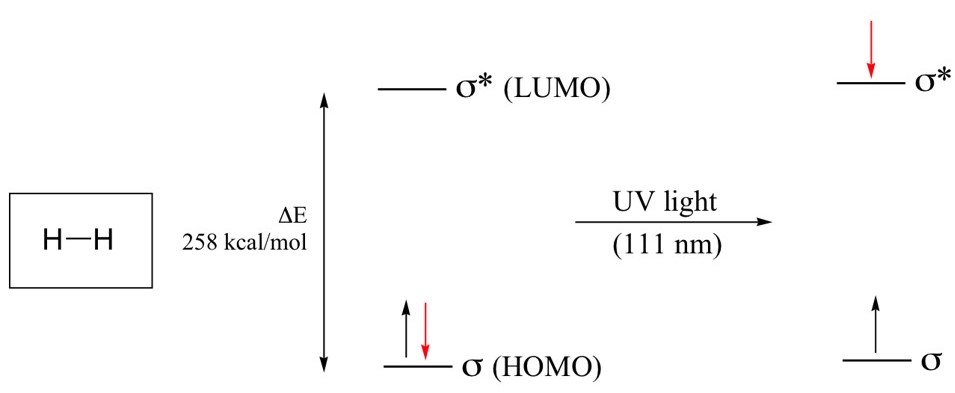 H—H
ΔE
258 kcal/mol
σ* (LUMO)
σ (HOMO)
UV light
(111 nm)
σ*
σ